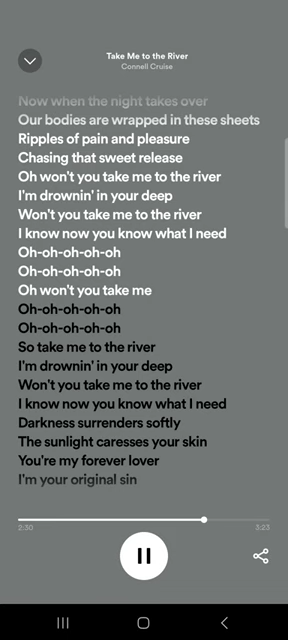 Take Me to the River
Connell Cruise
Now when the night takes over
Our bodies are wrapped in these sheets
Ripples of pain and pleasure
Chasing that sweet release
Oh won't you take me to the river
I'm drownin' in your deep
Won't you take me to the river
I know now you know what I need
Oh-oh-oh-oh-oh
Oh-oh-oh-oh-oh
Oh won't you take me
Oh-oh-oh-oh-oh
Oh-oh-oh-oh-oh
So take me to the river
I'm drownin' in your deep
Won't you take me to the river
I know now you know what I need
Darkness surrenders softly
The sunlight caresses your skin
You're my forever lover
I'm your original sin
2:30
3:23